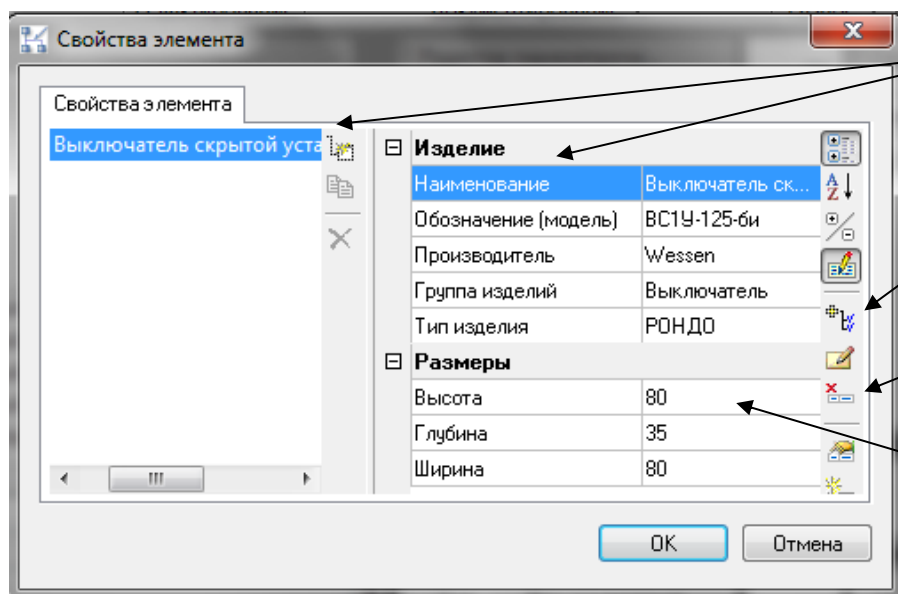 Свойства элемента
Свойства элемента
Выключатель скрытой уста
Изделие
Наименование Выключатель ск...
Обозначение (модель) ВС1У-125-би
Производитель Wessen
Группа изделий Выключатель
Тип изделия РОНДО
Размеры
Высота 80
Глубина 35
Ширина 80
OK Отмена